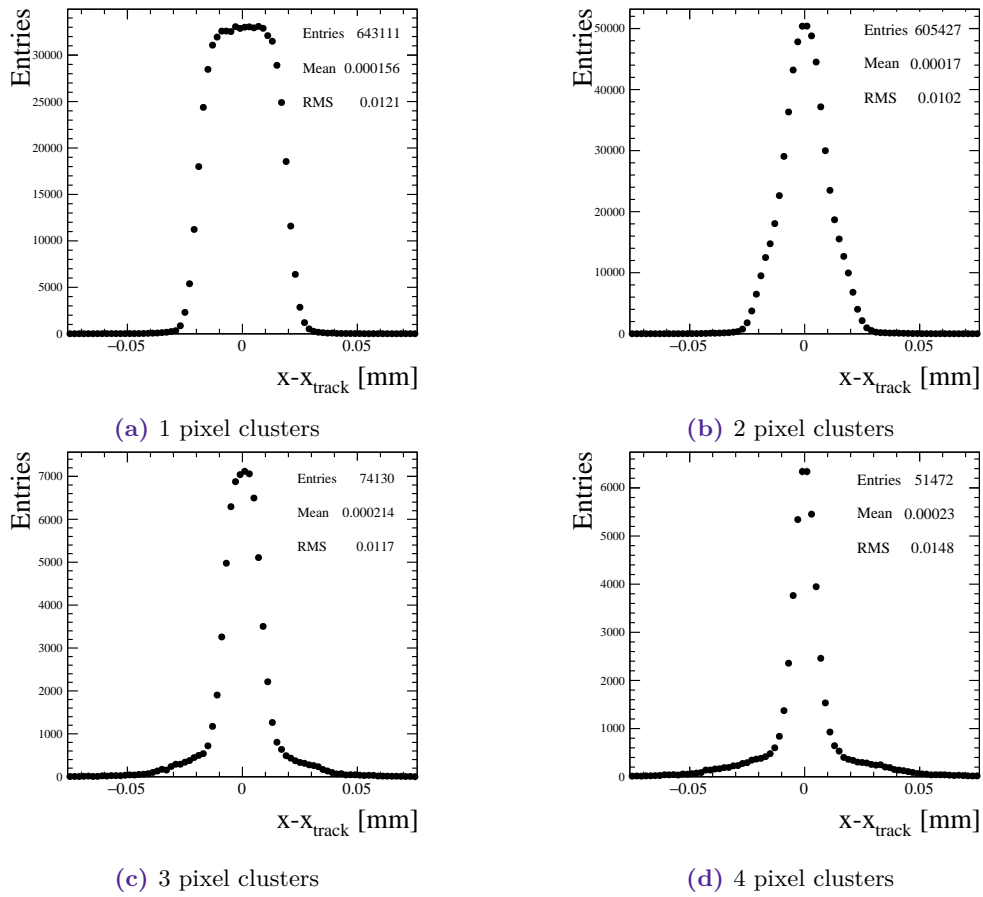 Entries
30000
25000
20000
15000
10000
5000
0
−0.05 0 0.05
x-x_track [mm]
Entries 643111
Mean 0.000156
RMS 0.0121
(a) 1 pixel clusters
Entries
50000
40000
30000
20000
10000
0
−0.05 0 0.05
x-x_track [mm]
Entries 605427
Mean 0.00017
RMS 0.0102
(b) 2 pixel clusters
Entries
7000
6000
5000
4000
3000
2000
1000
0
−0.05 0 0.05
x-x_track [mm]
Entries 74130
Mean 0.000214
RMS 0.0117
(c) 3 pixel clusters
Entries
6000
5000
4000
3000
2000
1000
0
−0.05 0 0.05
x-x_track [mm]
Entries 51472
Mean 0.00023
RMS 0.0148
(d) 4 pixel clusters